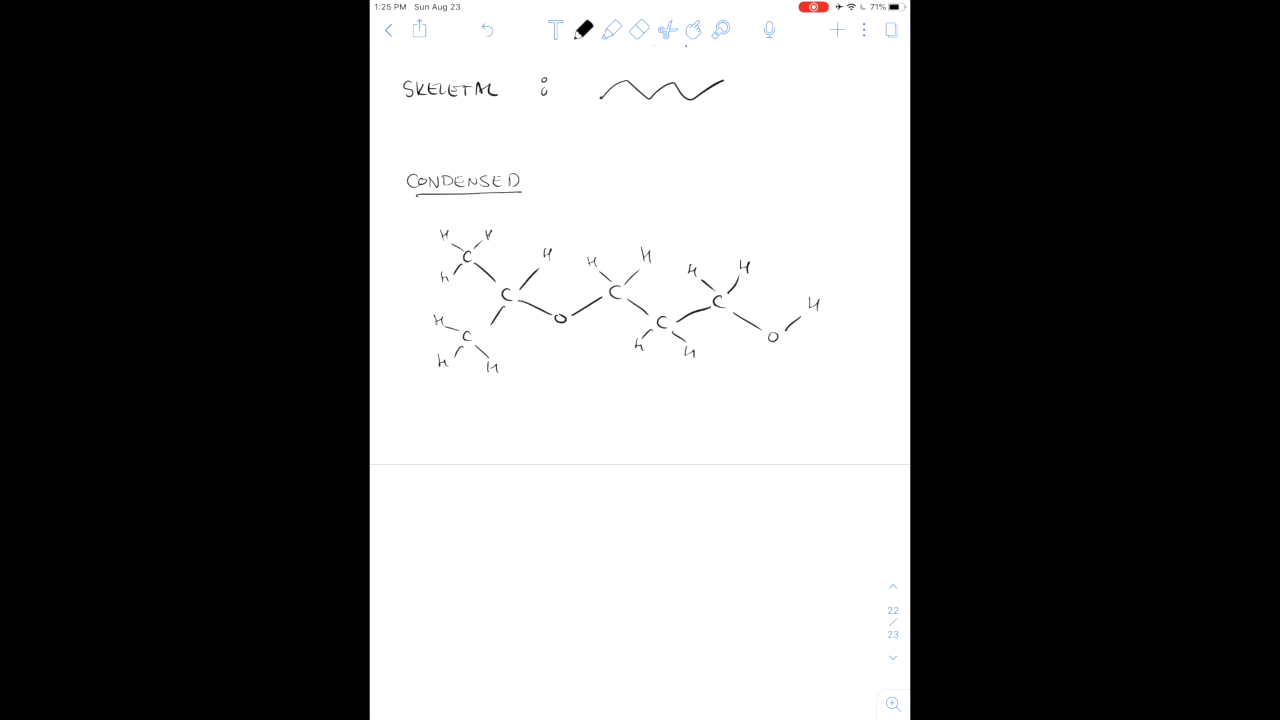 1:25 PM Sun Aug 23 71%
T
SKELETAL :
CONDENSED
H H
C H H H H H
H
C C C H
H O C O
C H H
H H
22
/
23